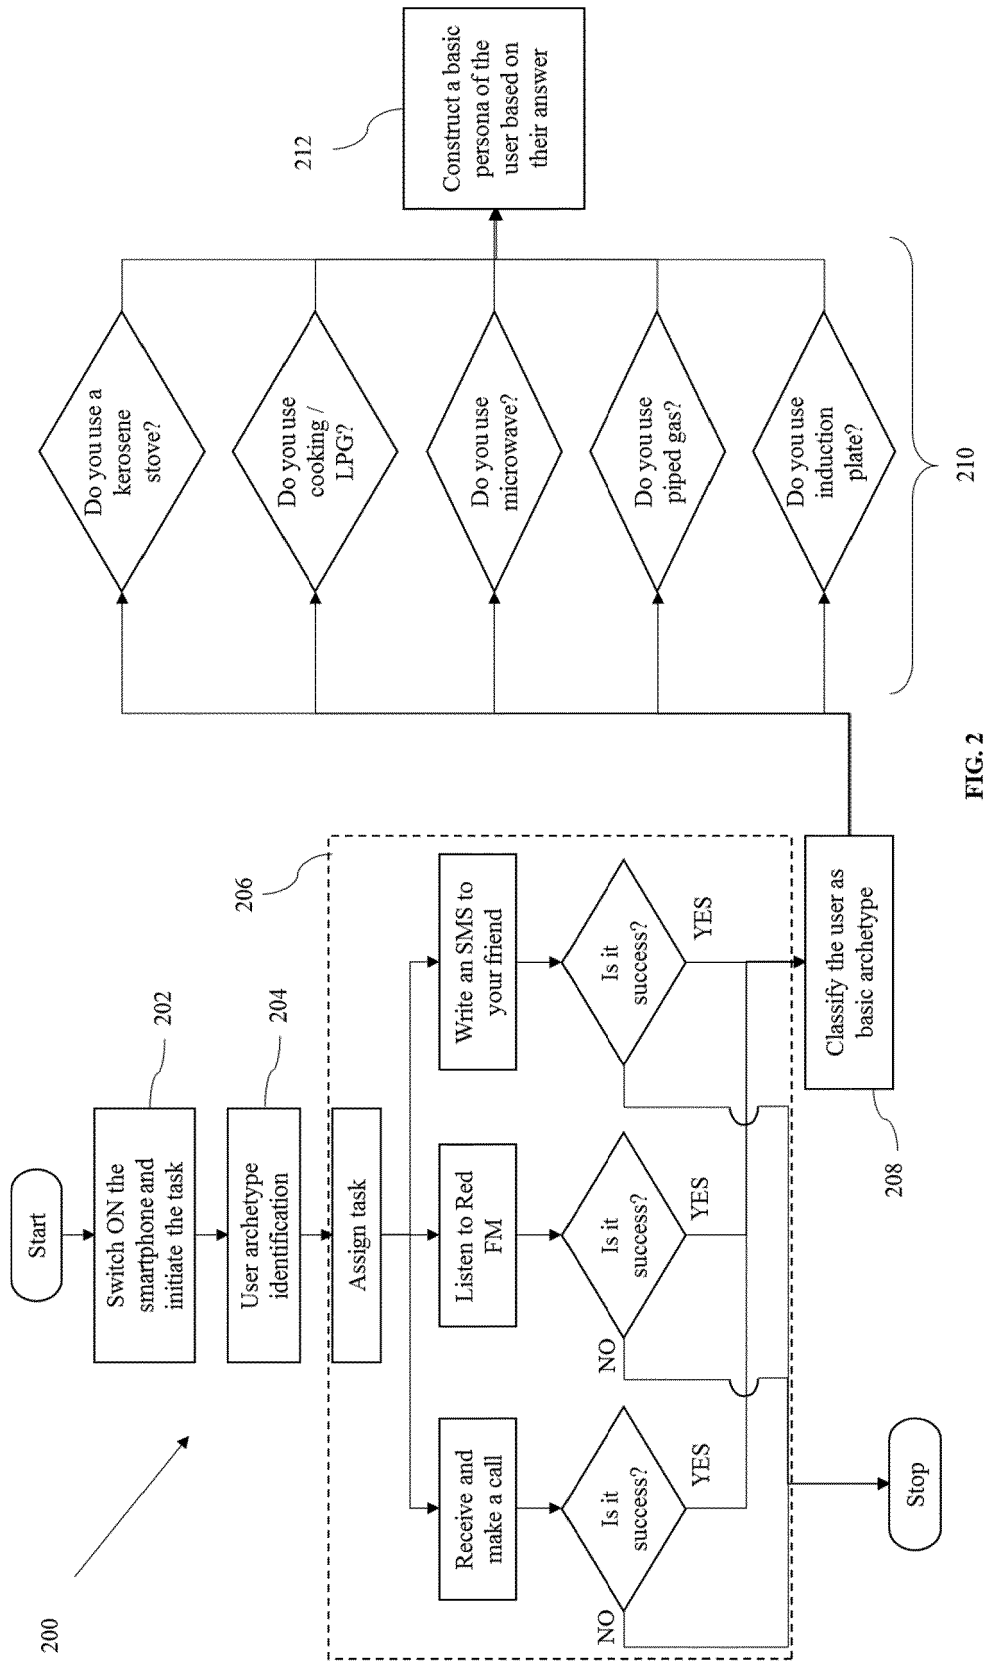 200
Start
Switch ON the
smartphone and
initiate the task
202
User archetype
identification
204
206
Assign task
Receive and
make a call
Listen to Red
FM
Write an SMS to
your friend
Is it
success?
NO
YES
Is it
success?
NO
YES
Is it
success?
YES
Stop
Classify the user as
basic archetype
208
Do you use a
kerosene
stove?
Do you use
cooking /
LPG?
Do you use
microwave?
Do you use
piped gas?
Do you use
induction
plate?
210
Construct a basic
persona of the
user based on
their answer
212
FIG. 2